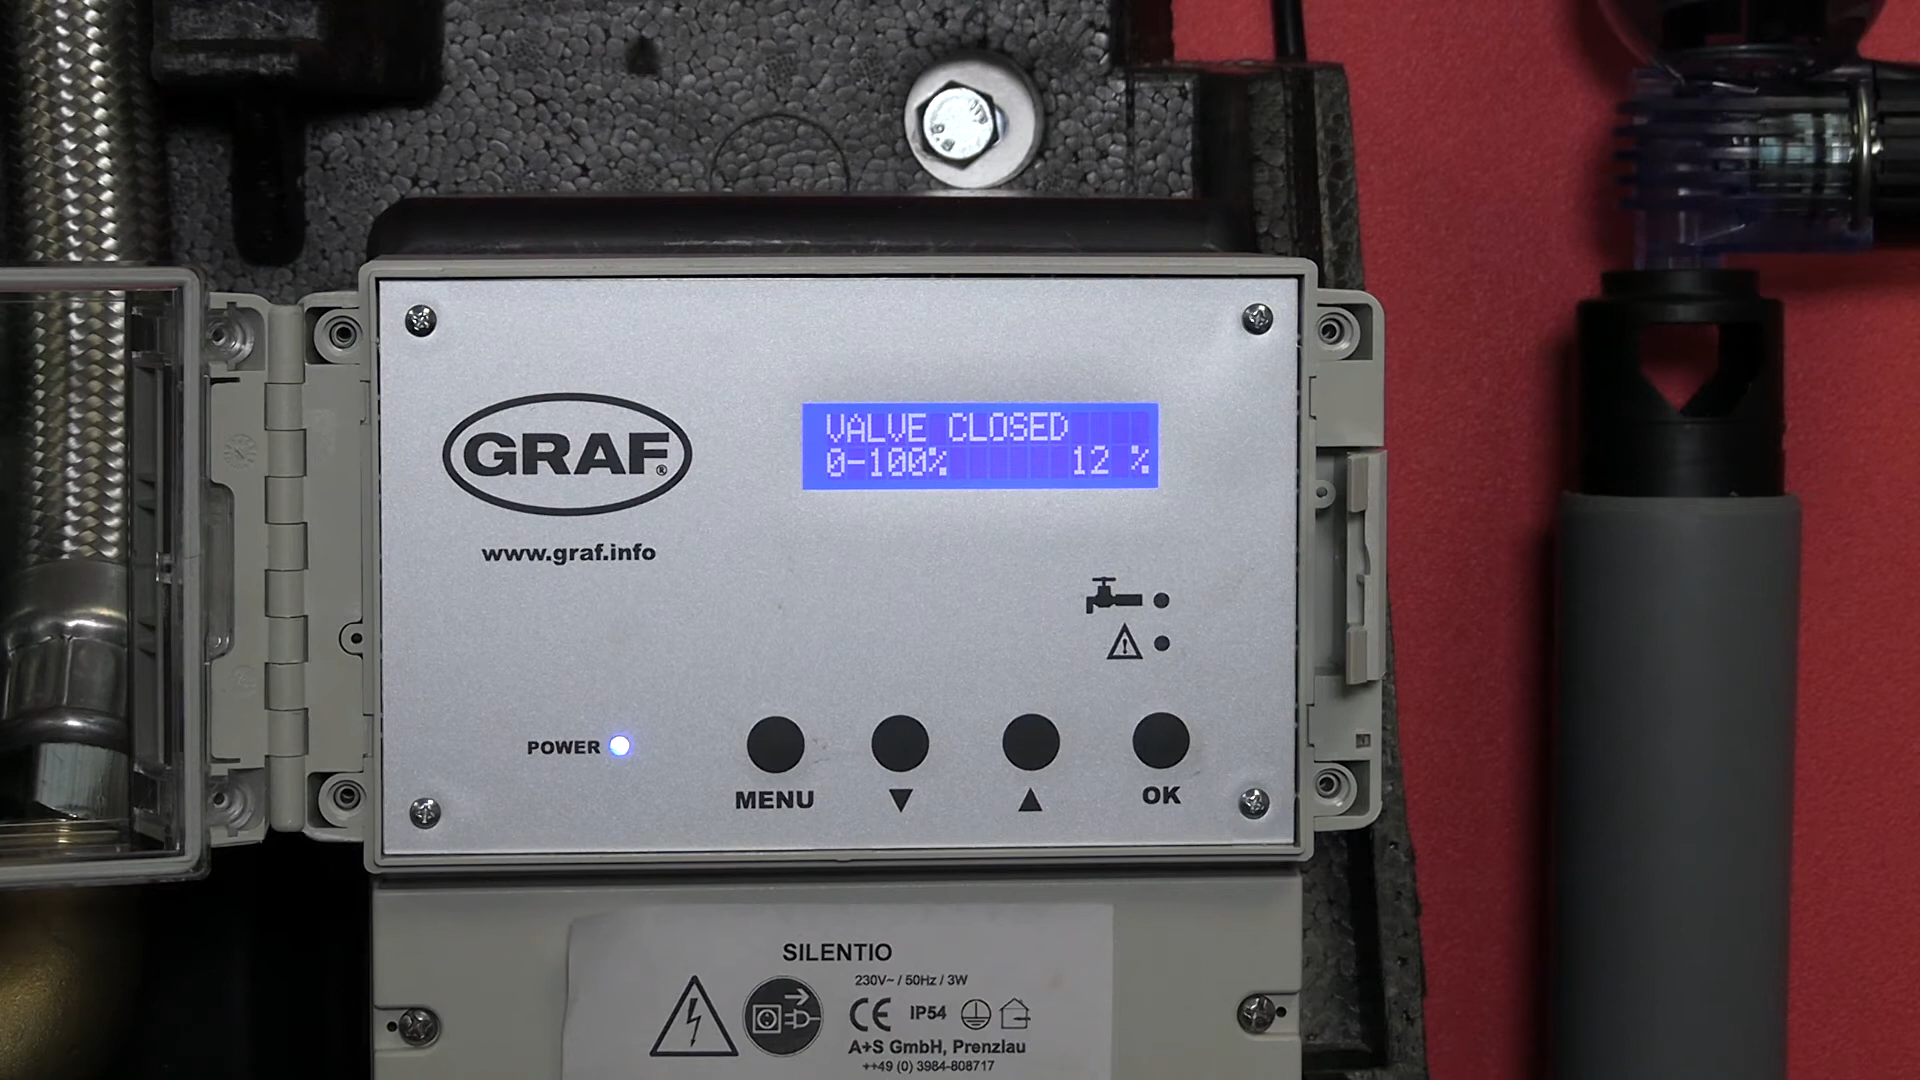 GRAF®
www.graf.info
VALVE CLOSED
0-100% 12 %
POWER
MENU
▼
▲
OK
SILENTIO
230V~ / 50Hz / 3W
CE IP54
A+S GmbH, Prenzlau
++49 (0) 3984-808717